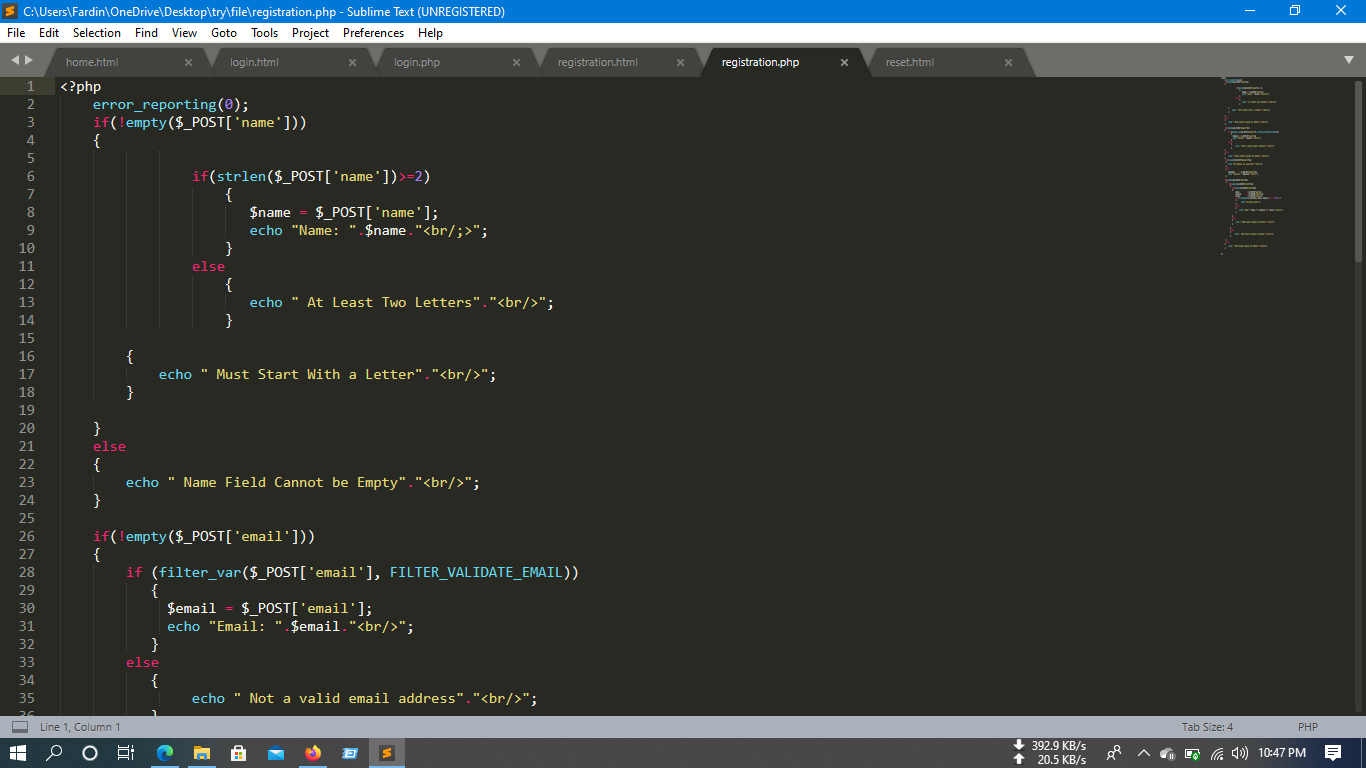 C:\Users\Fardin\OneDrive\Desktop\try\file\registration.php - Sublime Text (UNREGISTERED)
File Edit Selection Find View Goto Tools Project Preferences Help
home.html login.html login.php registration.html registration.php reset.html
1 <?php
2 error_reporting(0);
3 if(!empty($_POST['name']))
4 {
5
6 if(strlen($_POST['name'])>=2)
7 {
8 $name = $_POST['name'];
9 echo "Name: ".$name."<br/;>";
10 }
11 else
12 {
13 echo " At Least Two Letters"."<br/>";
14 }
15
16 {
17 echo " Must Start With a Letter"."<br/>";
18 }
19
20 }
21 else
22 {
23 echo " Name Field Cannot be Empty"."<br/>";
24 }
25
26 if(!empty($_POST['email']))
27 {
28 if (filter_var($_POST['email'], FILTER_VALIDATE_EMAIL))
29 {
30 $email = $_POST['email'];
31 echo "Email: ".$email."<br/>";
32 }
33 else
34 {
35 echo " Not a valid email address"."<br/>";
36 }
Line 1, Column 1 Tab Size: 4 PHP
392.9 KB/s
20.5 KB/s
10:47 PM